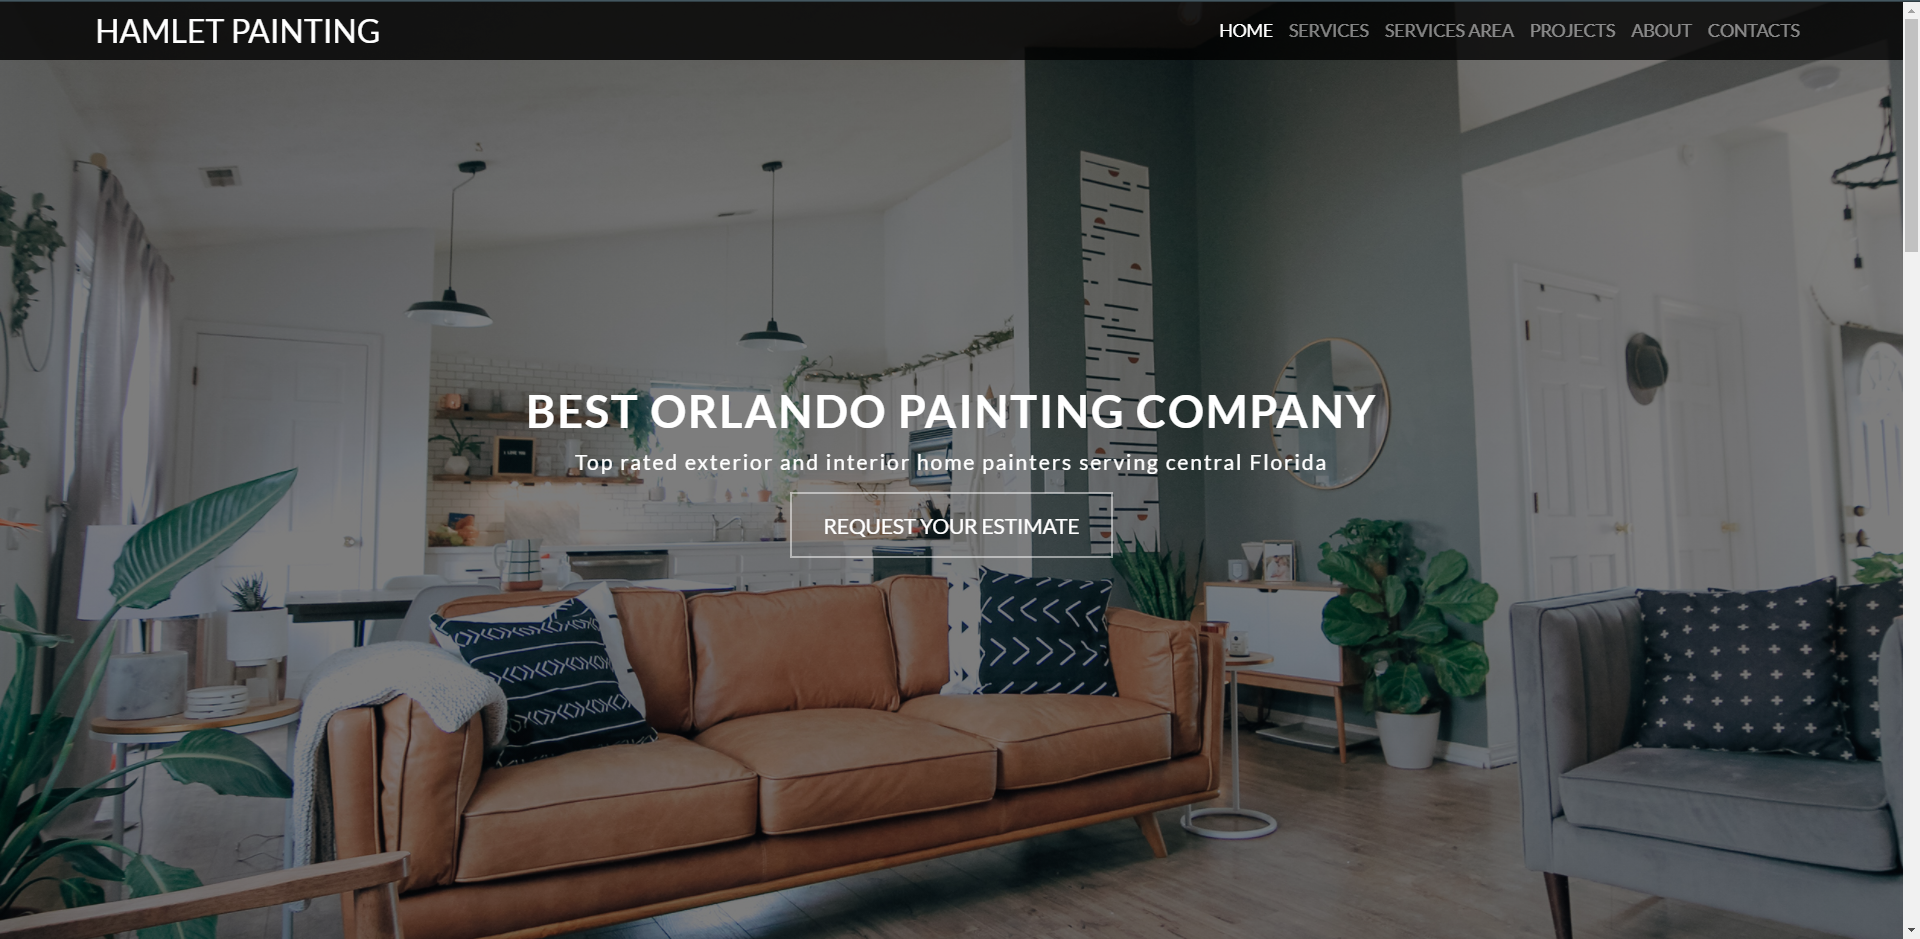 HAMLET PAINTING
HOME SERVICES SERVICES AREA PROJECTS ABOUT CONTACTS
BEST ORLANDO PAINTING COMPANY
Top rated exterior and interior home painters serving central Florida
REQUEST YOUR ESTIMATE